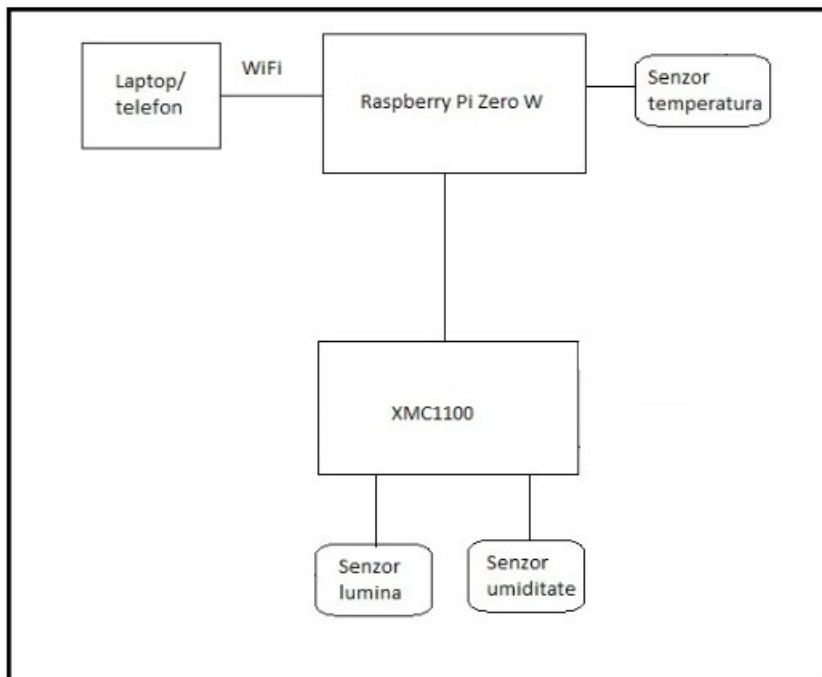 Laptop/
telefon
WiFi
Raspberry Pi Zero W
Senzor
temperatura
XMC1100
Senzor
lumina
Senzor
umiditate